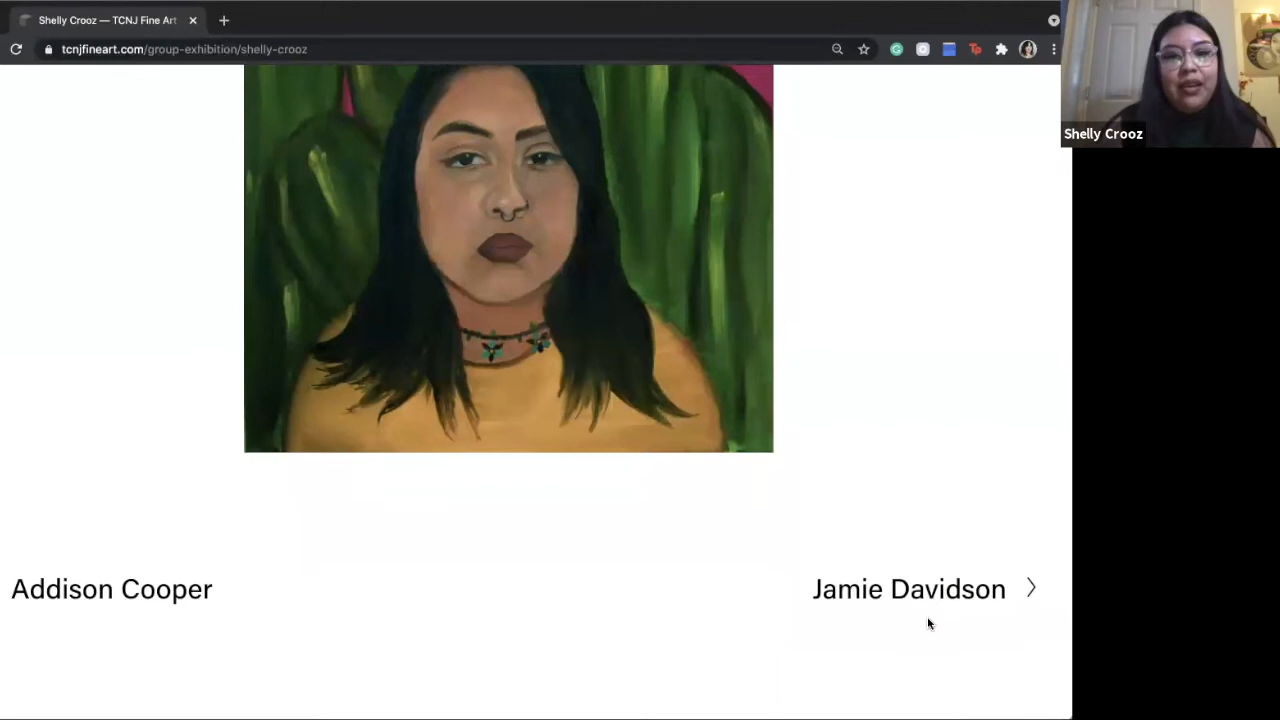 Shelly Crooz — TCNJ Fine Art
tcnjfineart.com/group-exhibition/shelly-crooz
Shelly Crooz
Addison Cooper
Jamie Davidson